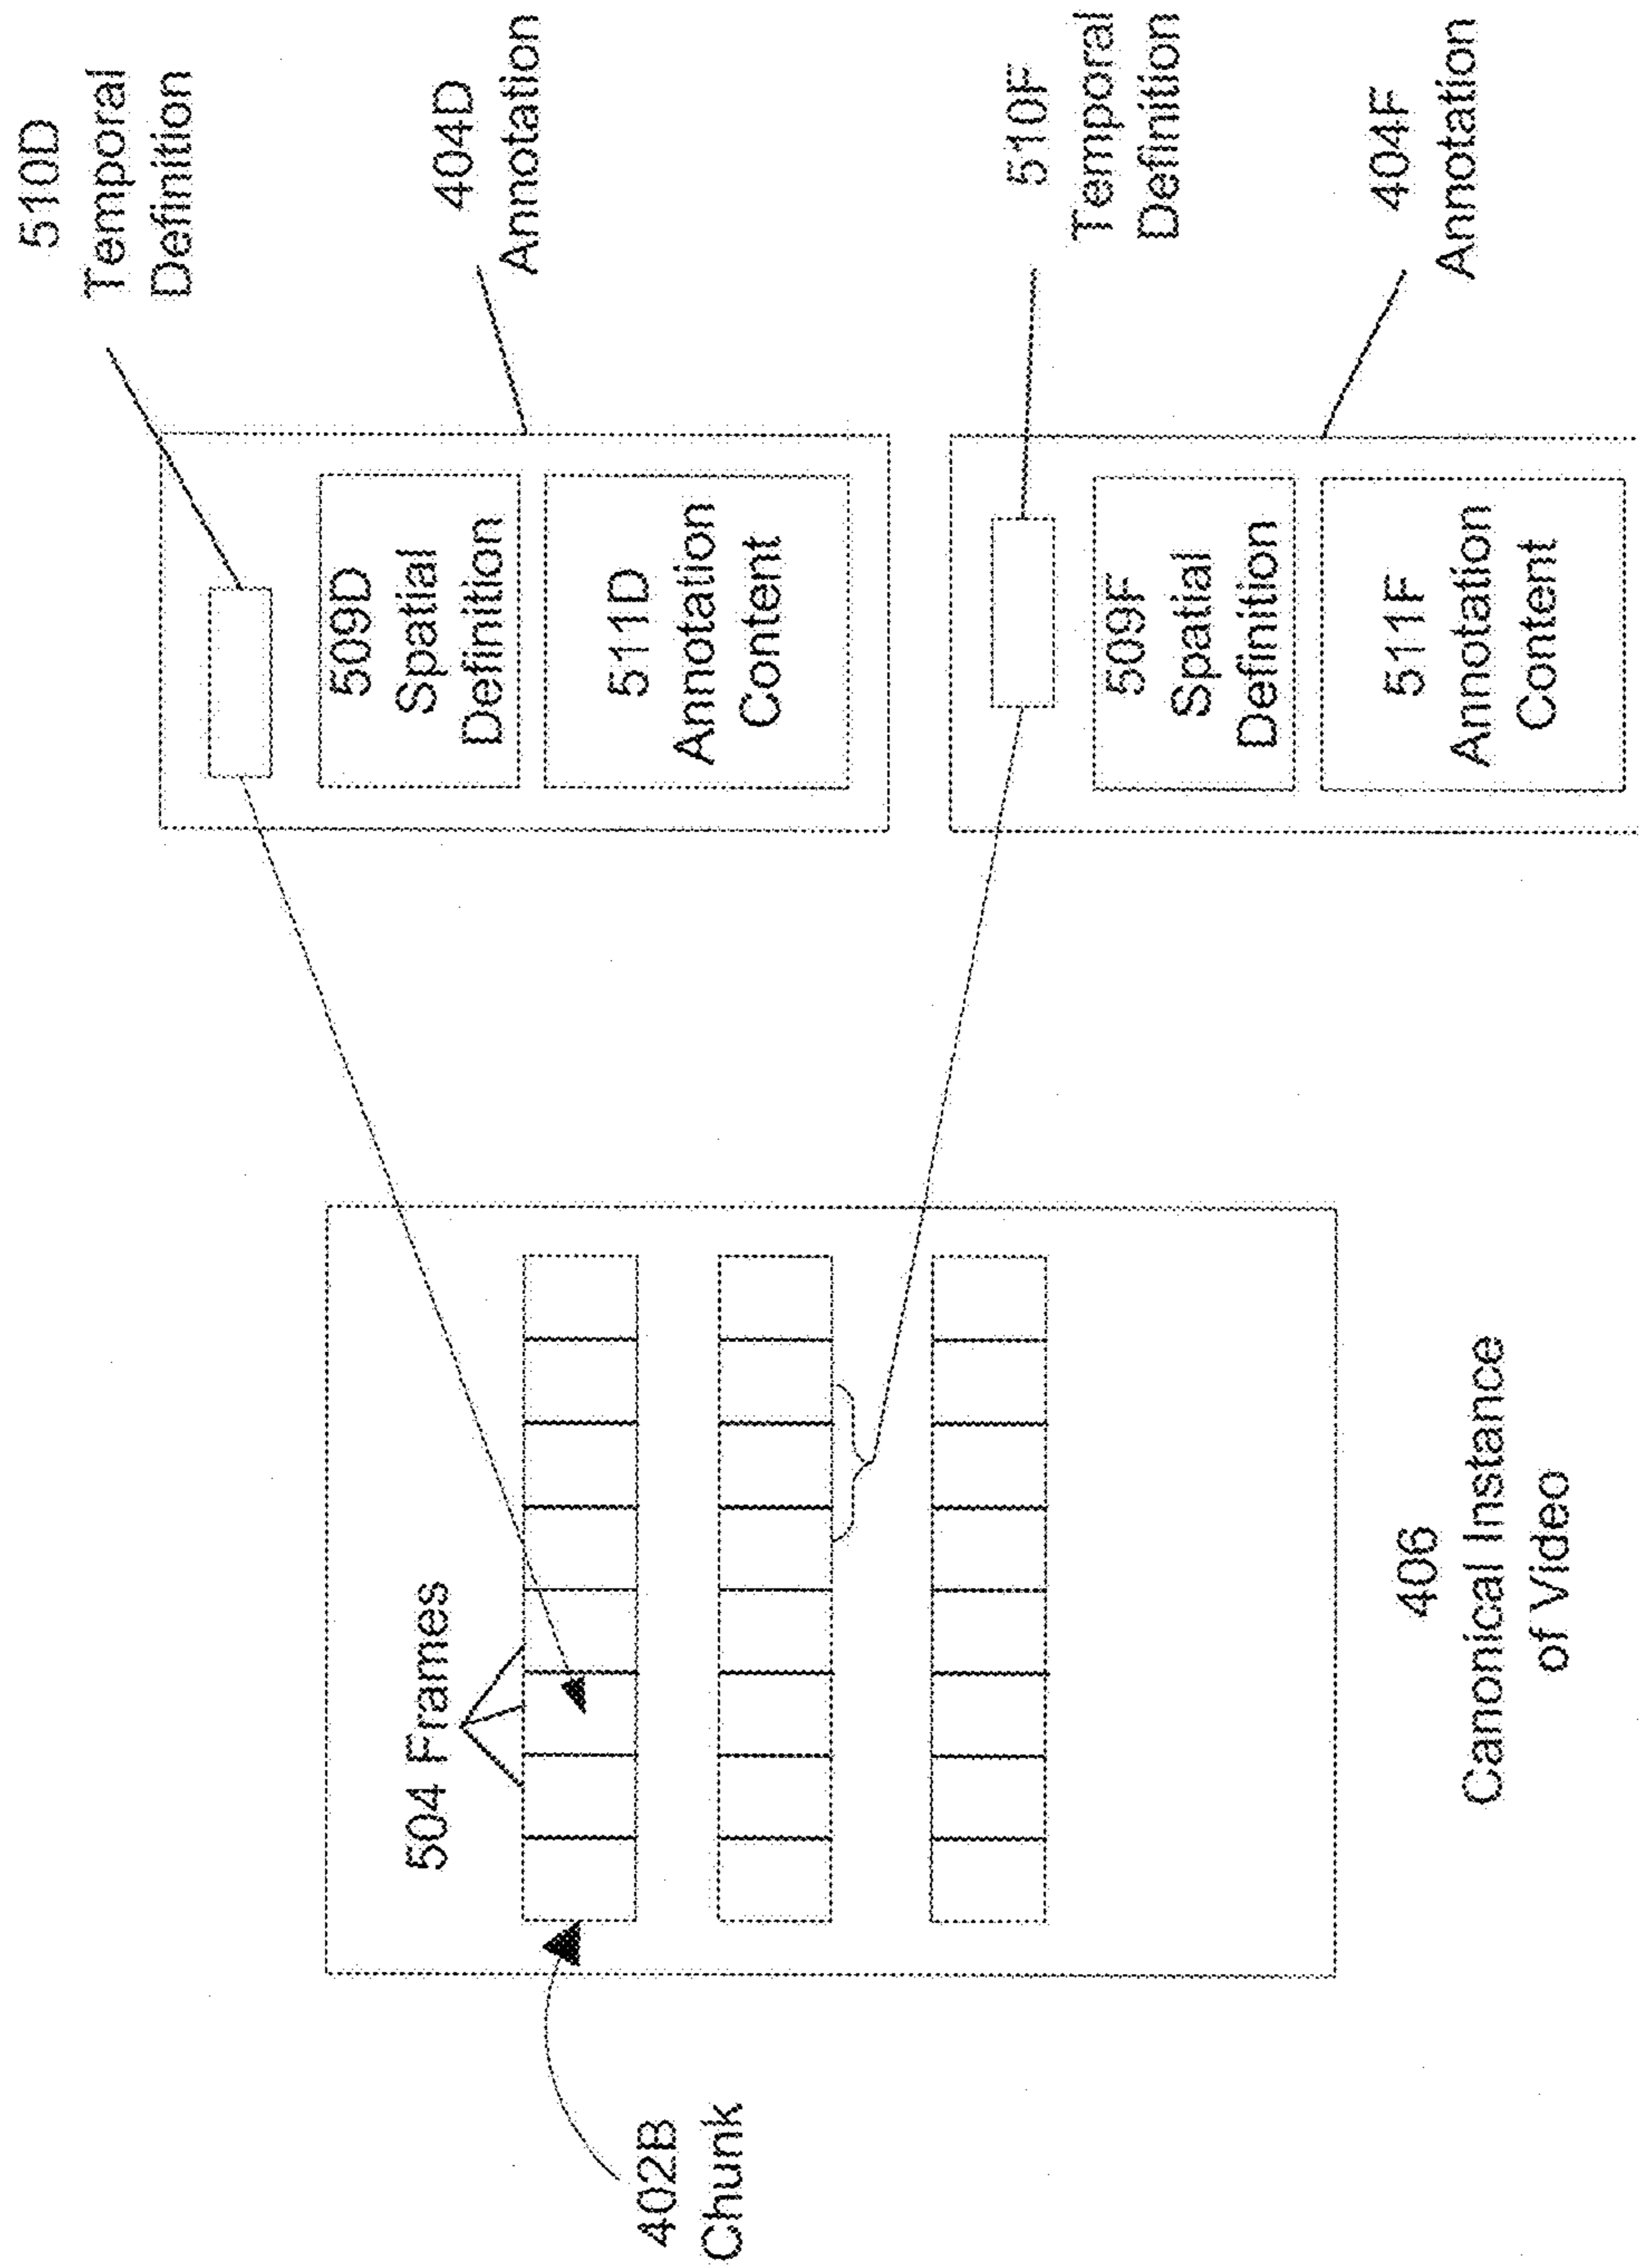 402B
Chunk
504 Frames
406
Canonical Instance
of Video
510D
Temporal
Definition
404D
Annotation
509D
Spatial
Definition
511D
Annotation
Content
510F
Temporal
Definition
404F
Annotation
509F
Spatial
Definition
511F
Annotation
Content